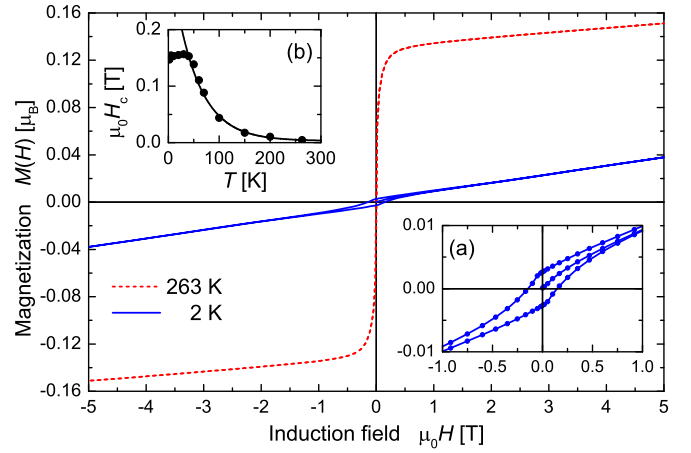 0.16
0.12
0.08
0.04
0.00
-0.04
-0.08
-0.12
-0.16
Magnetization M(H) [μB]
-5 -4 -3 -2 -1 0 1 2 3 4 5
Induction field μ0H [T]
(b)
0.2
0.1
0.0
μ0Hc [T]
0 100 200 300
T [K]
263 K
2 K
(a)
0.01
0.00
-0.01
-1.0 -0.5 0.0 0.5 1.0